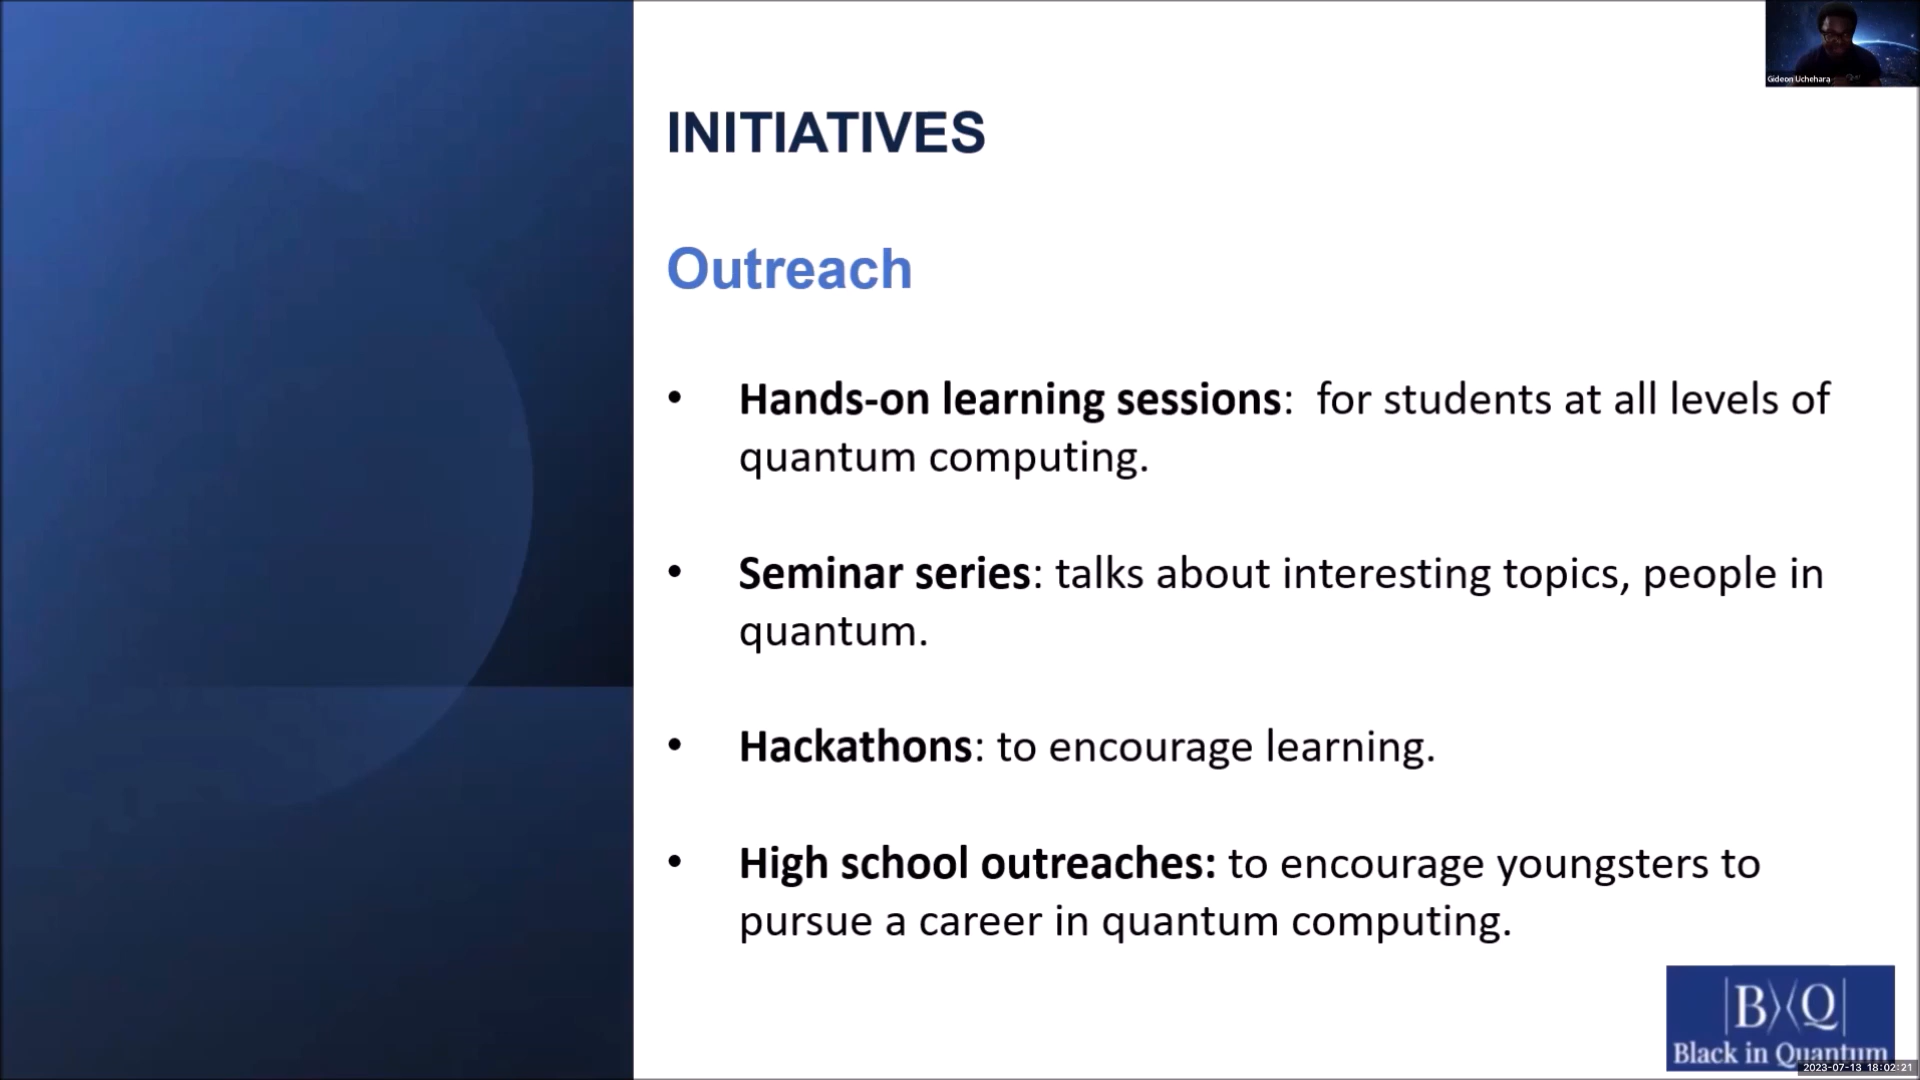 Gideon Uchehara
INITIATIVES
Outreach
• Hands-on learning sessions: for students at all levels of
quantum computing.
• Seminar series: talks about interesting topics, people in
quantum.
• Hackathons: to encourage learning.
• High school outreaches: to encourage youngsters to
pursue a career in quantum computing.
|B⟩⟨Q|
Black in Quantum
2023-07-13 18:02:21